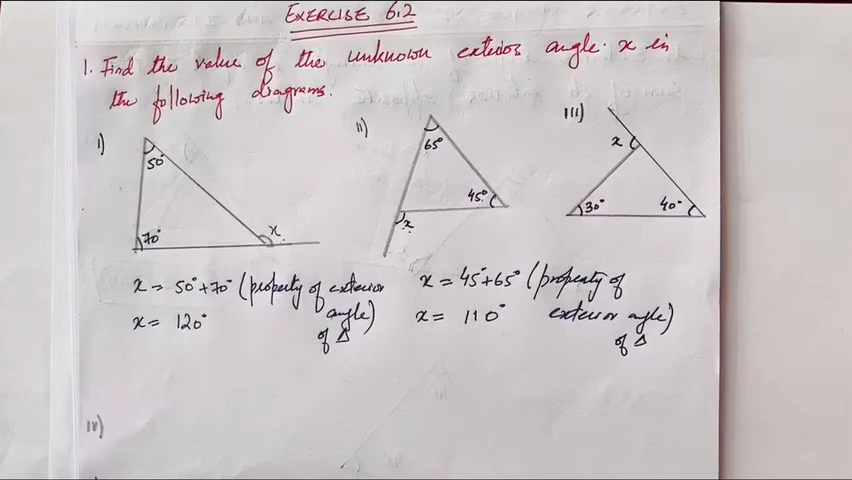 EXERCISE 6.2
1. Find the value of the unknown exterior angle x in
the following diagrams.
i)
50°
70°
x
ii)
65°
45°
x
iii)
x
30°
40°
x = 50°+70° (property of exterior
angle)
of Δ
x = 120°
x = 45°+65° (property of
exterior angle)
of Δ
x = 110°
iv)